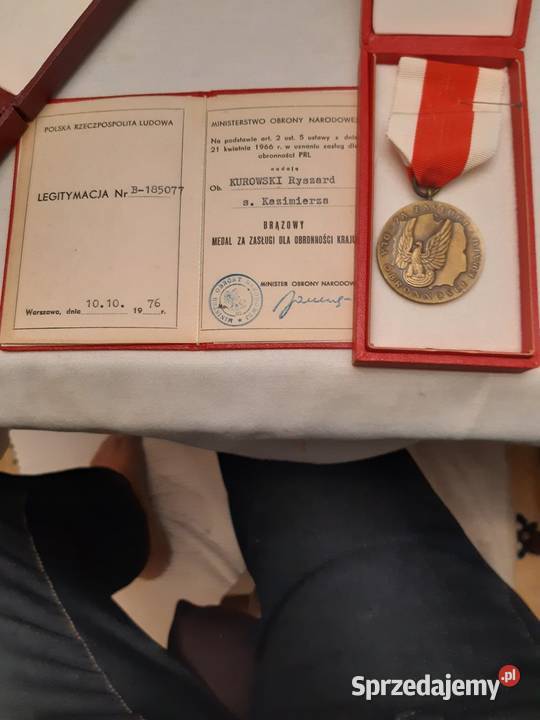 POLSKA RZECZPOSPOLITA LUDOWA
LEGITYMACJA Nr B-185077
Warszawa, dnia 10.10. 1976 r.
MINISTERSTWO OBRONY NARODOWEJ
Na podstawie art. 2 ust. 5 ustawy z dnia
21 kwietnia 1966 r. w uznaniu zasług dla
obronności PRL
nadaję
Ob. KUROWSKI Ryszard
s. Kazimierza
BRĄZOWY
MEDAL ZA ZASŁUGI DLA OBRONNOŚCI KRAJU
MINISTER OBRONY NARODOWEJ
Sprzedajemy.pl